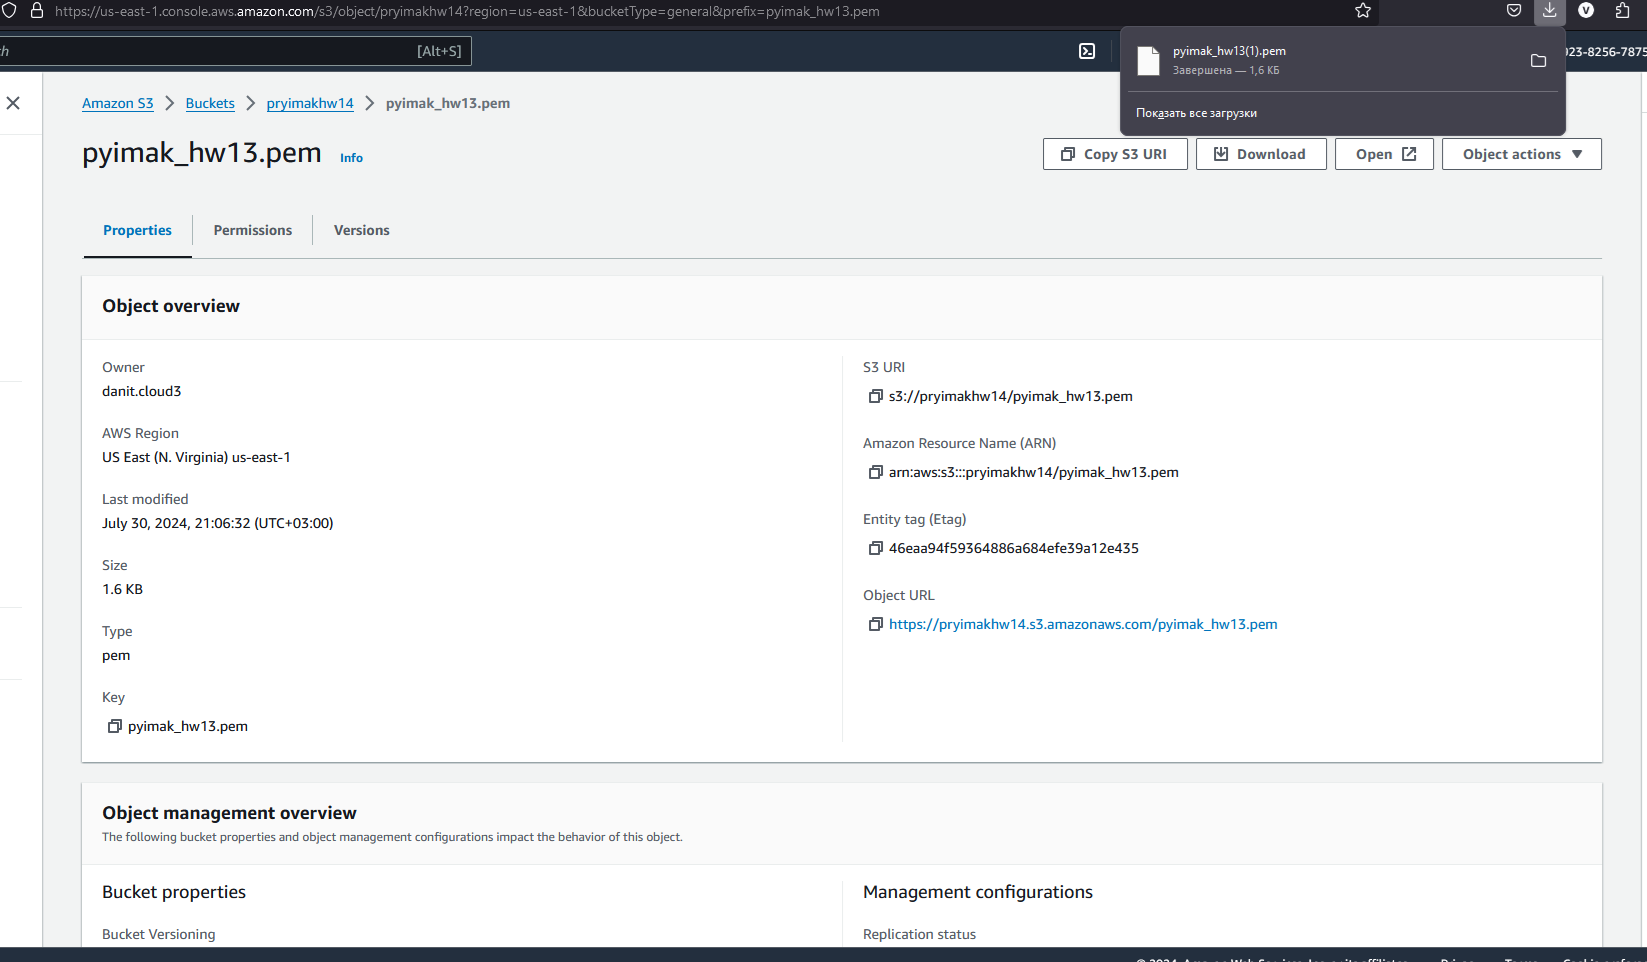 https://us-east-1.console.aws.amazon.com/s3/object/pryimakhw14?region=us-east-1&bucketType=general&prefix=pyimak_hw13.pem
[Alt+S]
pyimak_hw13(1).pem
Завершена — 1,6 КБ
Показать все загрузки
923-8256-7875
Amazon S3 > Buckets > pryimakhw14 > pyimak_hw13.pem
pyimak_hw13.pem Info
Copy S3 URI Download Open Object actions
Properties Permissions Versions
Object overview
Owner
danit.cloud3
AWS Region
US East (N. Virginia) us-east-1
Last modified
July 30, 2024, 21:06:32 (UTC+03:00)
Size
1.6 KB
Type
pem
Key
pyimak_hw13.pem
S3 URI
s3://pryimakhw14/pyimak_hw13.pem
Amazon Resource Name (ARN)
arn:aws:s3:::pryimakhw14/pyimak_hw13.pem
Entity tag (Etag)
46eaa94f59364886a684efe39a12e435
Object URL
https://pryimakhw14.s3.amazonaws.com/pyimak_hw13.pem
Object management overview
The following bucket properties and object management configurations impact the behavior of this object.
Bucket properties
Bucket Versioning
Management configurations
Replication status